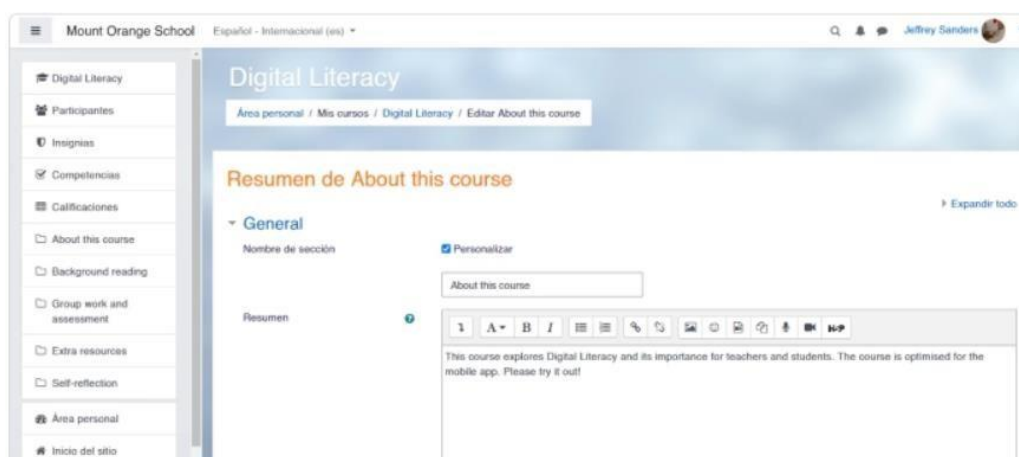 Mount Orange School Español - Internacional (es)
Jeffrey Sanders
Digital Literacy
Participantes
Insignias
Competencias
Calificaciones
About this course
Background reading
Group work and
assessment
Extra resources
Self-reflection
Área personal
Inicio del sitio
Digital Literacy
Área personal / Mis cursos / Digital Literacy / Editar About this course
Resumen de About this course
Expandir todo
General
Nombre de sección
Personalizar
About this course
Resumen
A B I H-P
This course explores Digital Literacy and its importance for teachers and students. The course is optimised for the
mobile app. Please try it out!